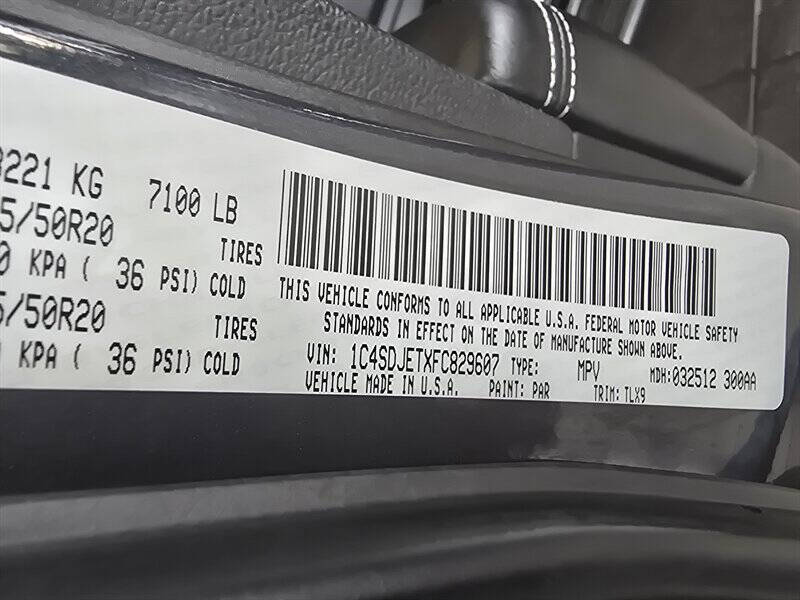 3221 KG 7100 LB
5/50R20 TIRES
0 KPA ( 36 PSI) COLD
5/50R20 TIRES
KPA ( 36 PSI) COLD
THIS VEHICLE CONFORMS TO ALL APPLICABLE U.S.A. FEDERAL MOTOR VEHICLE SAFETY
STANDARDS IN EFFECT ON THE DATE OF MANUFACTURE SHOWN ABOVE.
VIN: 1C4SDJETXFC829607 TYPE: MPV MDH:032512 300AA
VEHICLE MADE IN U.S.A. PAINT: PAR TRIM: TLX9